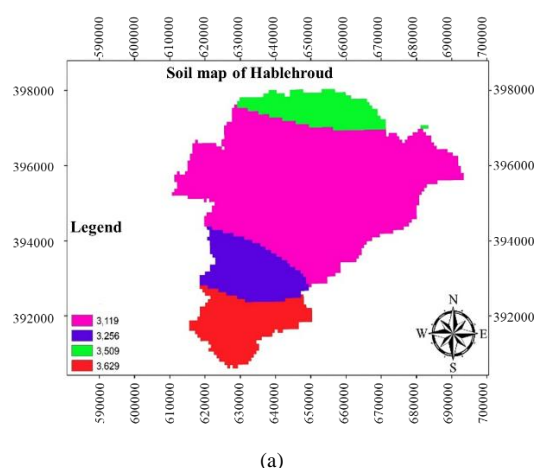 590000 600000 610000 620000 630000 640000 650000 660000 670000 680000 690000 700000
Soil map of Hablehroud
398000 398000
396000 396000
394000 394000
392000 392000
Legend
3,119
3,256
3,509
3,629
N
W E
S
590000 600000 610000 620000 630000 640000 650000 660000 670000 680000 690000 700000
(a)